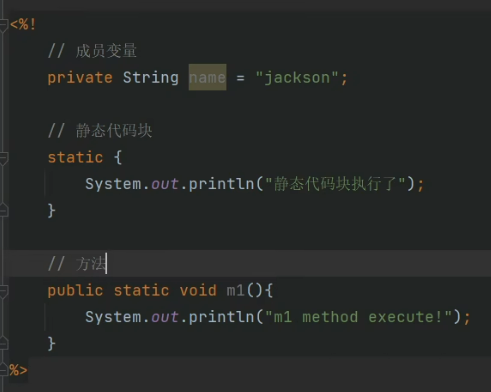 <%!
// 成员变量
private String name = "jackson";
// 静态代码块
static {
System.out.println("静态代码块执行了");
}
// 方法
public static void m1(){
System.out.println("m1 method execute!");
}
%>